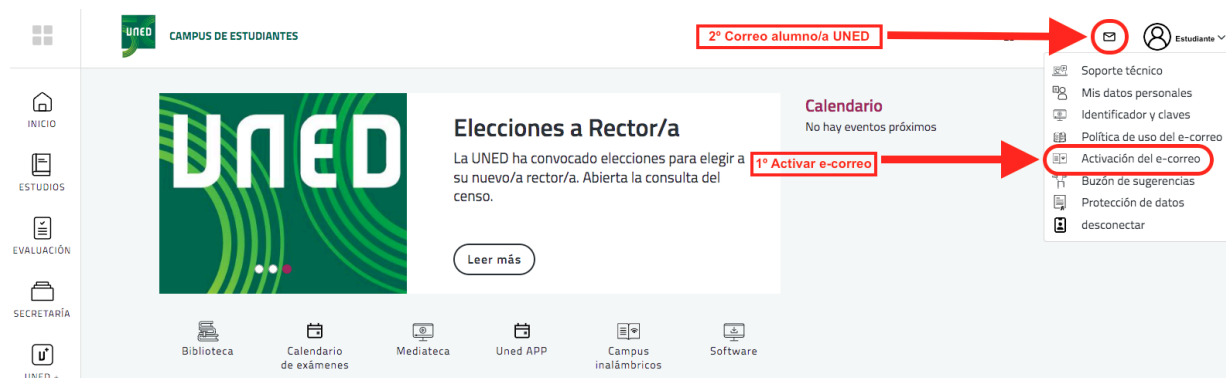 UNED
CAMPUS DE ESTUDIANTES
2º Correo alumno/a UNED
Estudiante
Soporte técnico
Mis datos personales
Identificador y claves
Política de uso del e-correo
Activación del e-correo
Buzón de sugerencias
Protección de datos
desconectar
1º Activar e-correo
INICIO
ESTUDIOS
EVALUACIÓN
SECRETARÍA
UNED +
UNED
Elecciones a Rector/a
La UNED ha convocado elecciones para elegir a
su nuevo/a rector/a. Abierta la consulta del
censo.
Leer más
Calendario
No hay eventos próximos
Biblioteca
Calendario
de exámenes
Mediateca
Uned APP
Campus
inalámbricos
Software